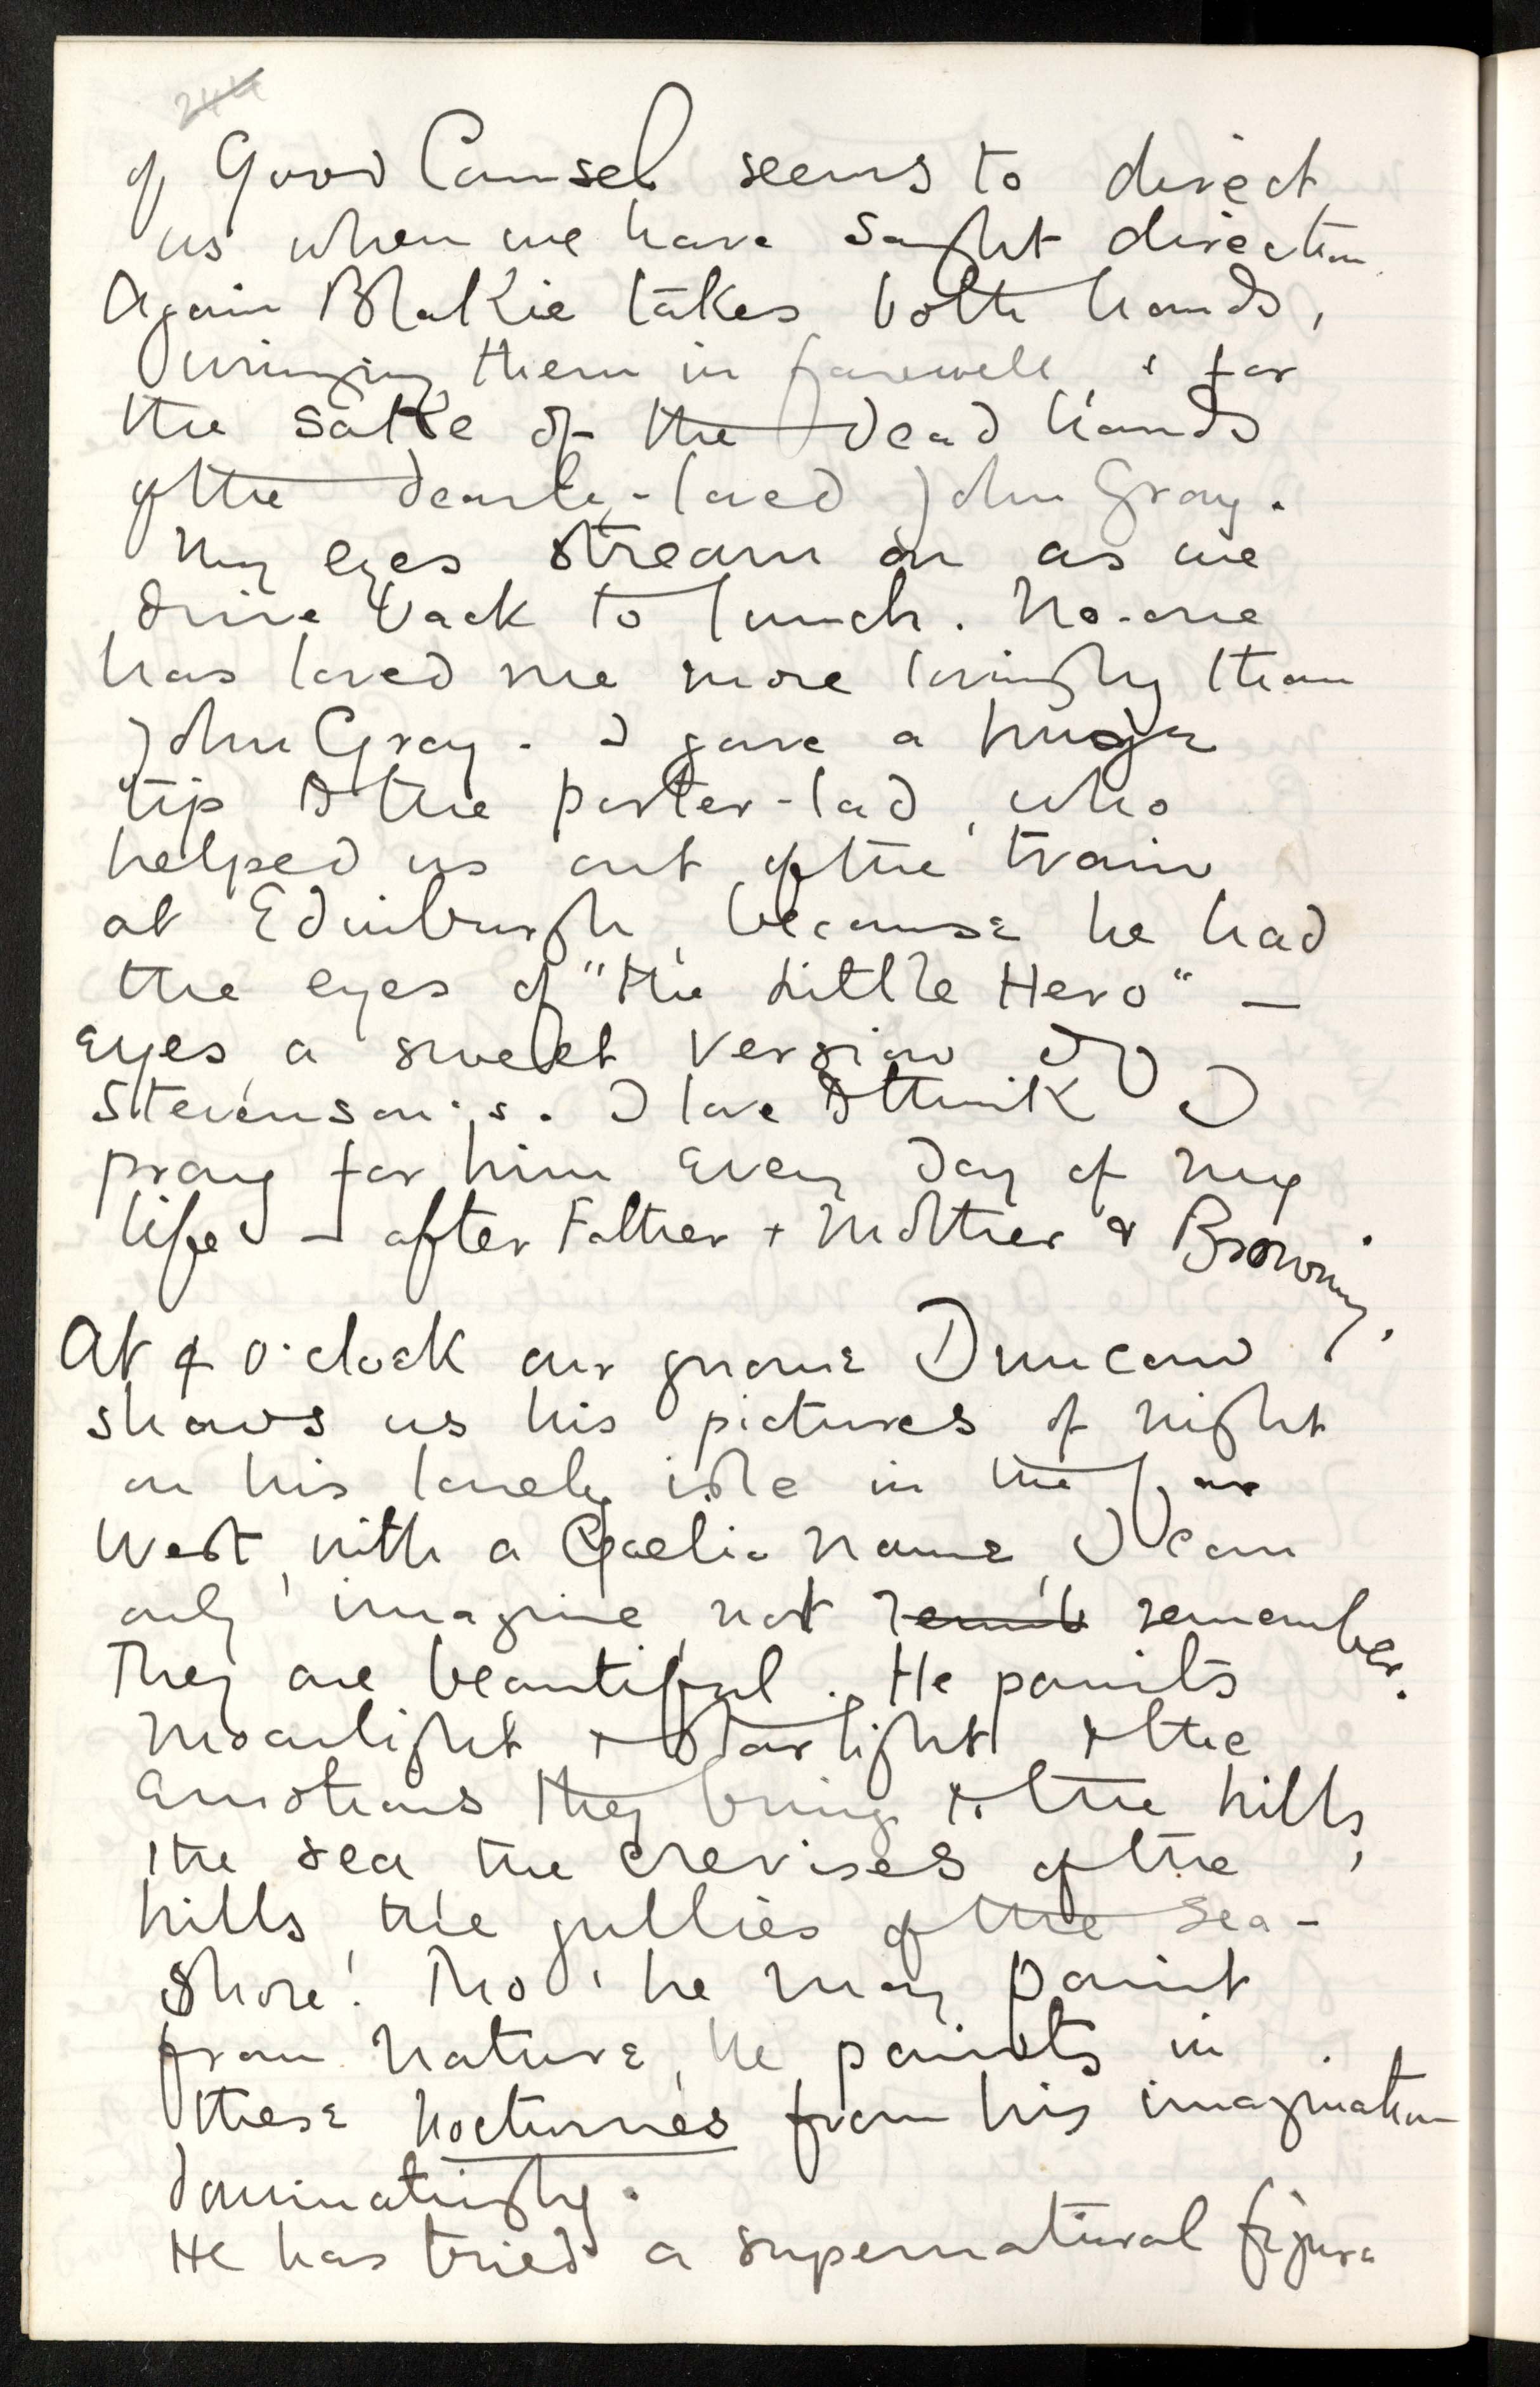 244
of Good Counsel seems to direct
us when we have sought direction
Again Blakie takes both hands,
wringing them in farewell, & for
the sake of the dead hands
of the dearly-loved John Gray.
My eyes stream on as we
drive back to lunch. No-one
has loved me more lovingly than
John Gray. I gave a huge
tip to the porter-lad, who
helped us out of the train
at Edinburgh, because he had
the eyes of "the Little Hero" —
eyes, a sweet version of
Stevenson's. I love to think I
pray for him every day of my
life — after Father + Mother & Browning.
At 4 o'clock our gnome Duncan
shows us his pictures of night
on his lonely isle in the far
West, with a Gaelic name, I can
only imagine not remb remember.
They are beautiful. He paints
moonlight + starlight & the
emotions they bring to the hills,
the sea the crevises of the
hills the gullies of the sea-
shore! Tho' he may paint
from nature, he paints in
these nocturnes from his imagination
dominatingly.
He has tried a supernatural figure